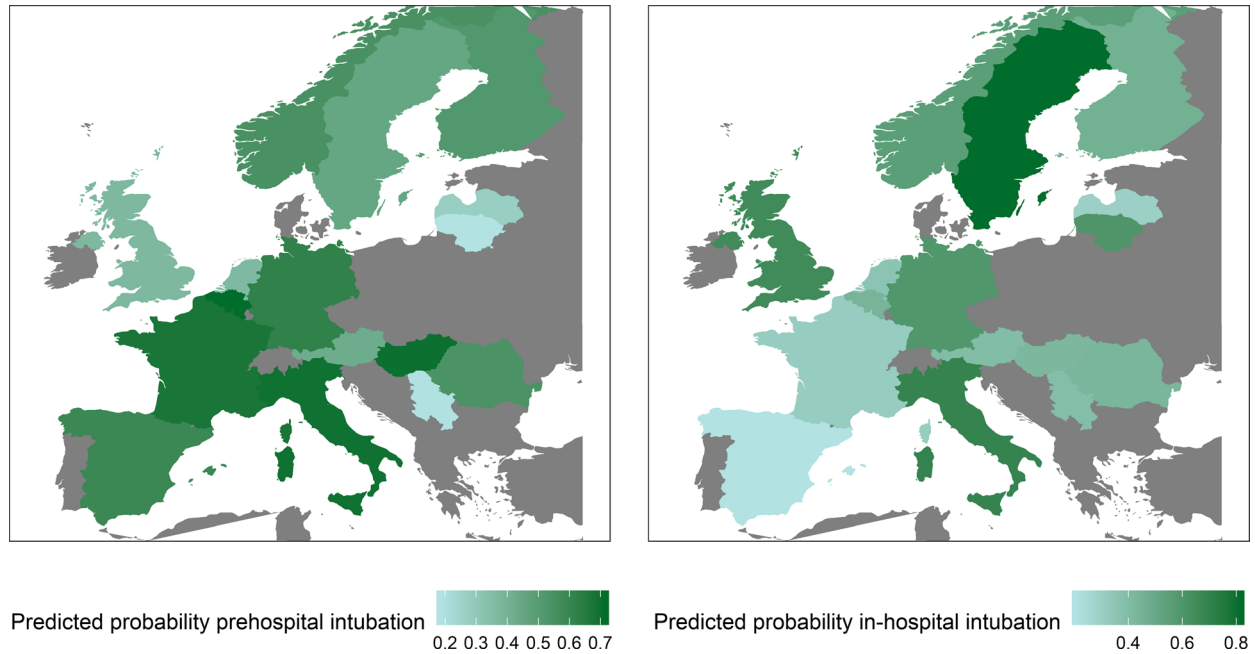 Predicted probability prehospital intubation
0.2 0.3 0.4 0.5 0.6 0.7
Predicted probability in-hospital intubation
0.4 0.6 0.8